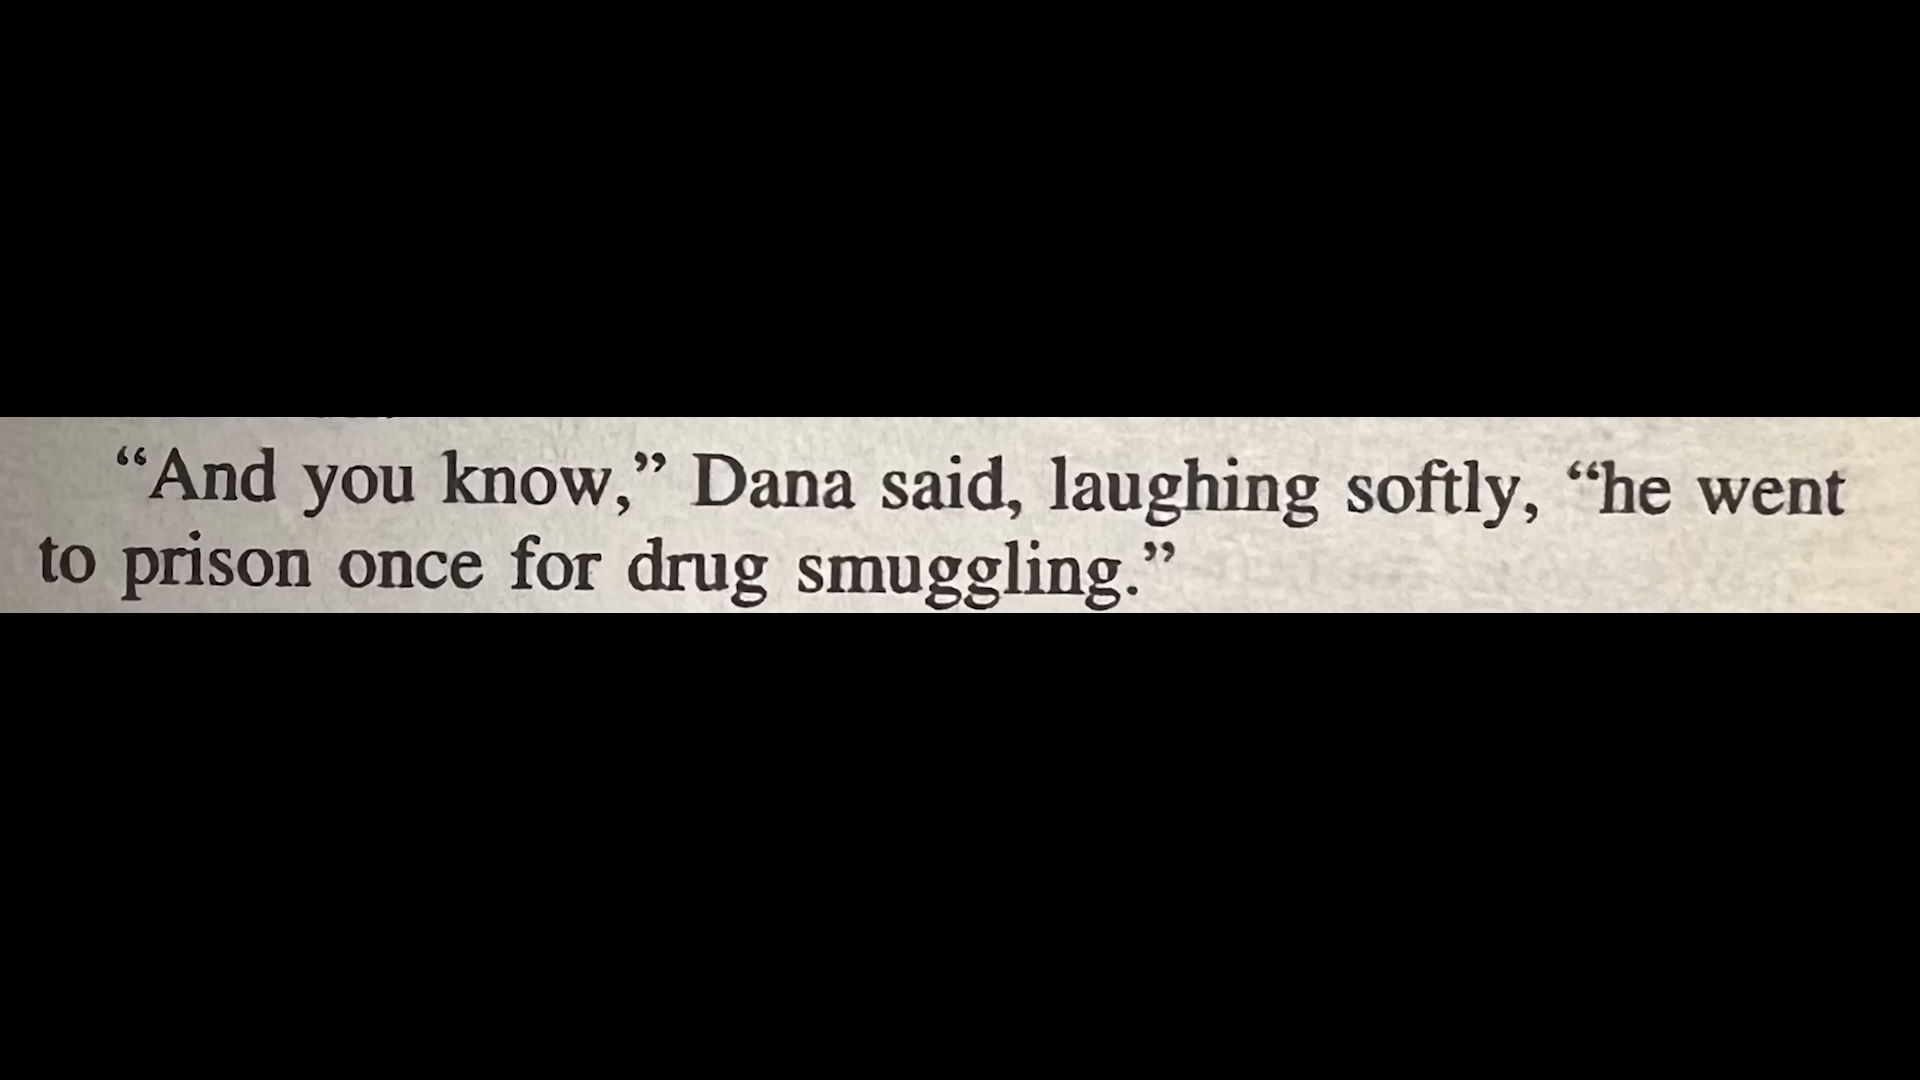 “And you know,” Dana said, laughing softly, “he went
to prison once for drug smuggling.”